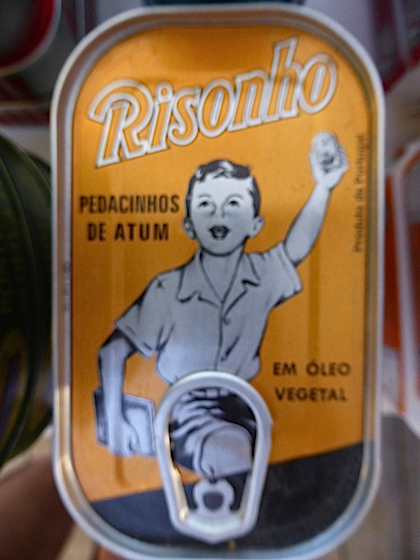 Risonho
PEDACINHOS
DE ATUM
Produto de Portugal
EM ÓLEO
VEGETAL